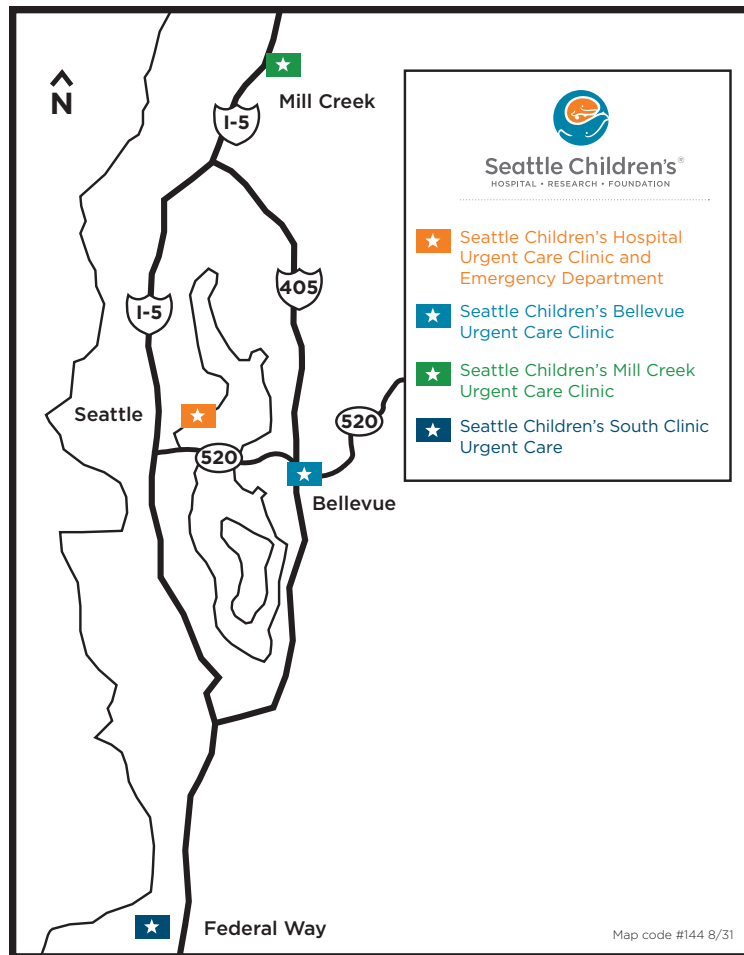 N
Mill Creek
I-5
Seattle Children's®
HOSPITAL • RESEARCH • FOUNDATION
Seattle Children's Hospital
Urgent Care Clinic and
Emergency Department
405
I-5
Seattle Children's Bellevue
Urgent Care Clinic
Seattle Children's Mill Creek
Urgent Care Clinic
Seattle
520
Seattle Children's South Clinic
Urgent Care
520
Bellevue
Federal Way
Map code #144 8/31